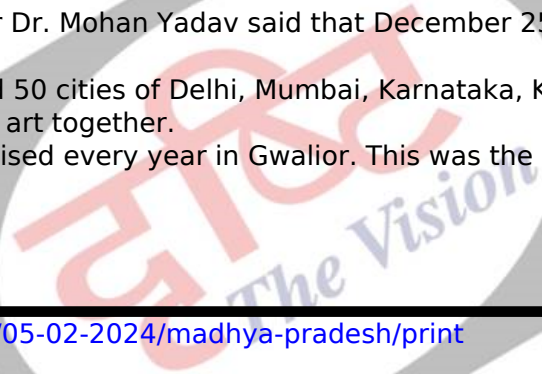 r Dr. Mohan Yadav said that December 25
l 50 cities of Delhi, Mumbai, Karnataka, K
art together.
ised every year in Gwalior. This was the
दृष्टि
The Vision
/05-02-2024/madhya-pradesh/print